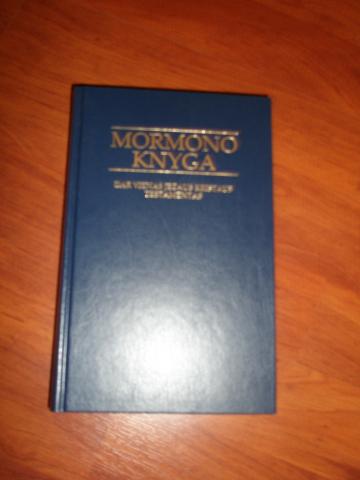 MORMONO
KNYGA
DAR VIENAS JĖZAUS KRISTAUS
TESTAMENTAS